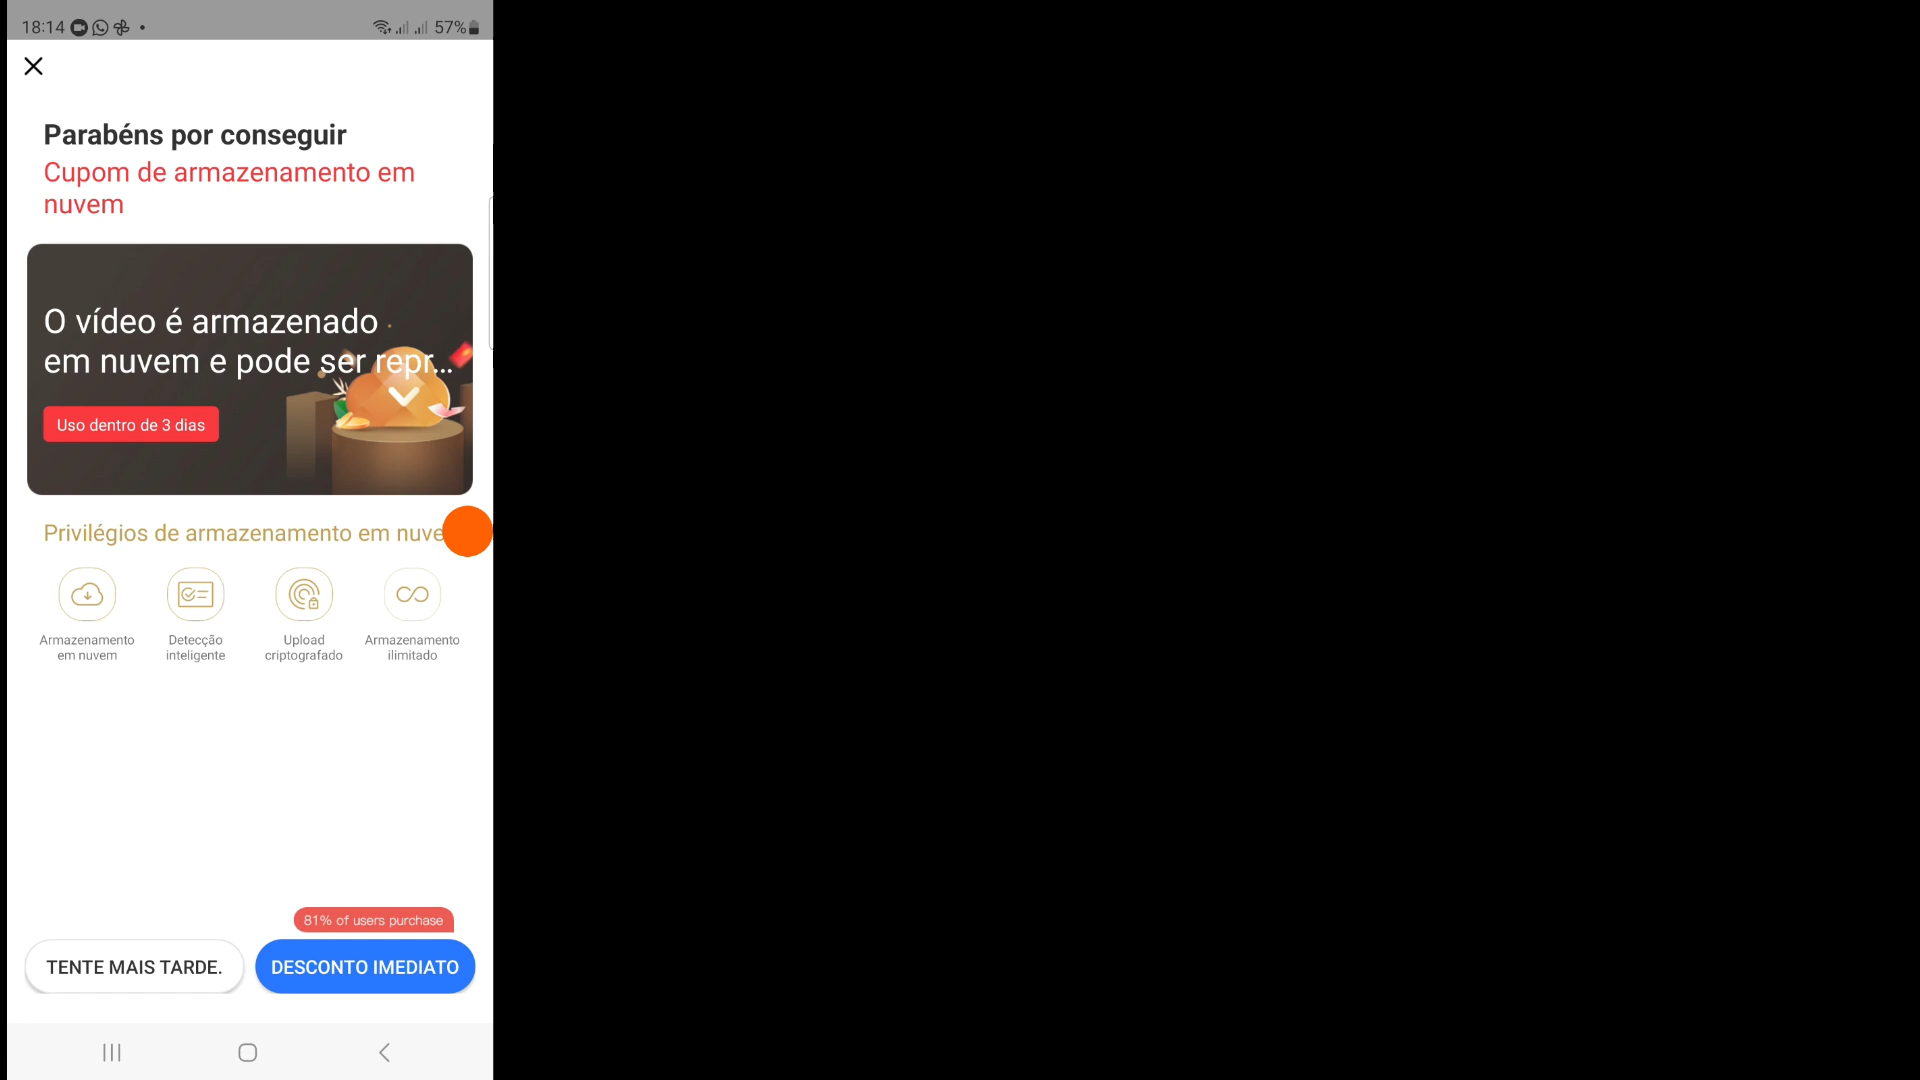 18:14 57%
Parabéns por conseguir
Cupom de armazenamento em
nuvem
O vídeo é armazenado
em nuvem e pode ser repr...
Uso dentro de 3 dias
Privilégios de armazenamento em nuve
Armazenamento
em nuvem
Detecção
inteligente
Upload
criptografado
Armazenamento
ilimitado
81% of users purchase
TENTE MAIS TARDE.
DESCONTO IMEDIATO